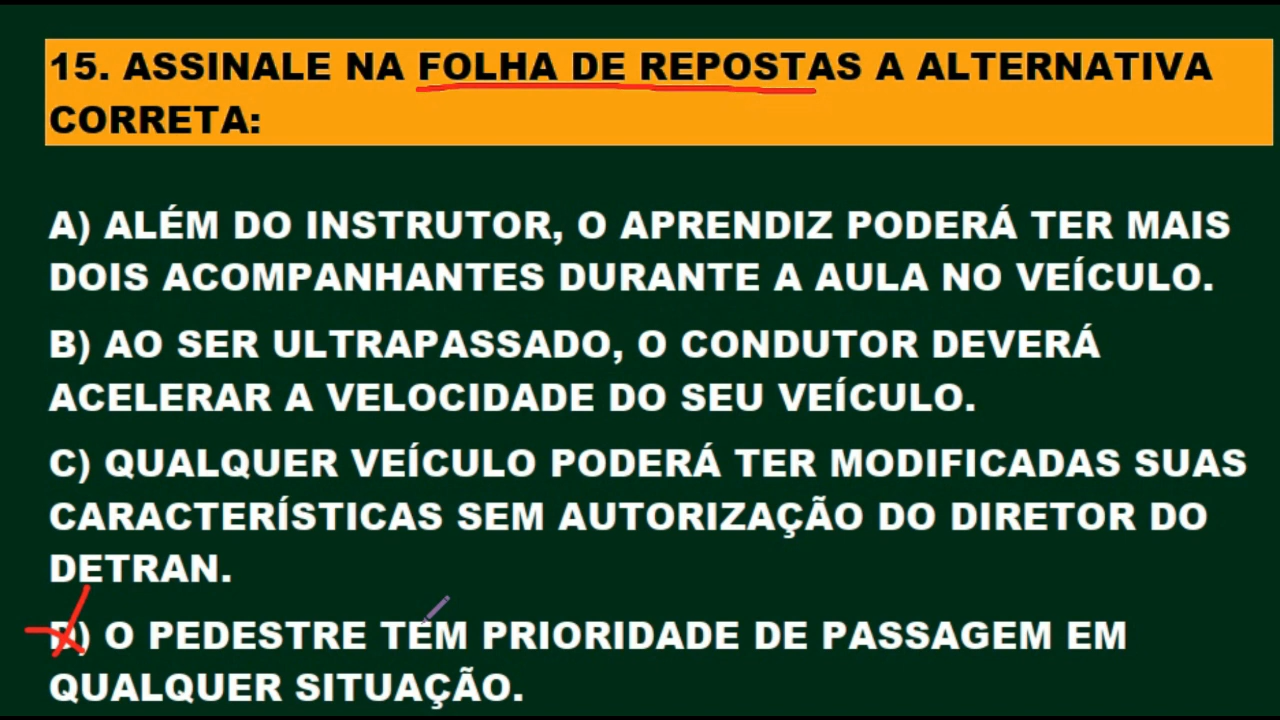 15. ASSINALE NA FOLHA DE REPOSTAS A ALTERNATIVA
CORRETA:
A) ALÉM DO INSTRUTOR, O APRENDIZ PODERÁ TER MAIS
DOIS ACOMPANHANTES DURANTE A AULA NO VEÍCULO.
B) AO SER ULTRAPASSADO, O CONDUTOR DEVERÁ
ACELERAR A VELOCIDADE DO SEU VEÍCULO.
C) QUALQUER VEÍCULO PODERÁ TER MODIFICADAS SUAS
CARACTERÍSTICAS SEM AUTORIZAÇÃO DO DIRETOR DO
DETRAN.
D) O PEDESTRE TEM PRIORIDADE DE PASSAGEM EM
QUALQUER SITUAÇÃO.